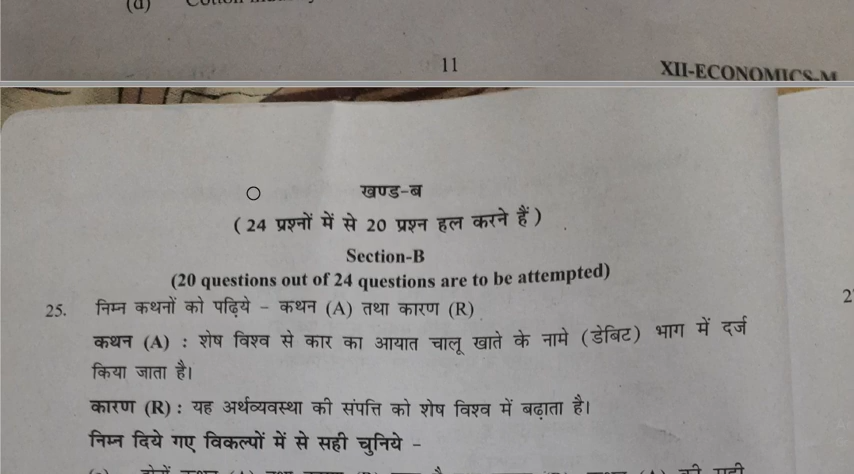 (d) Cotton industry
11
XII-ECONOMICS-M
खण्ड-ब
( 24 प्रश्नों में से 20 प्रश्न हल करने हैं )
Section-B
(20 questions out of 24 questions are to be attempted)
25. निम्न कथनों को पढ़िये - कथन (A) तथा कारण (R)
कथन (A) : शेष विश्व से कार का आयात चालू खाते के नामे (डेबिट) भाग में दर्ज
किया जाता है।
कारण (R) : यह अर्थव्यवस्था की संपत्ति को शेष विश्व में बढ़ाता है।
निम्न दिये गए विकल्पों में से सही चुनिये -